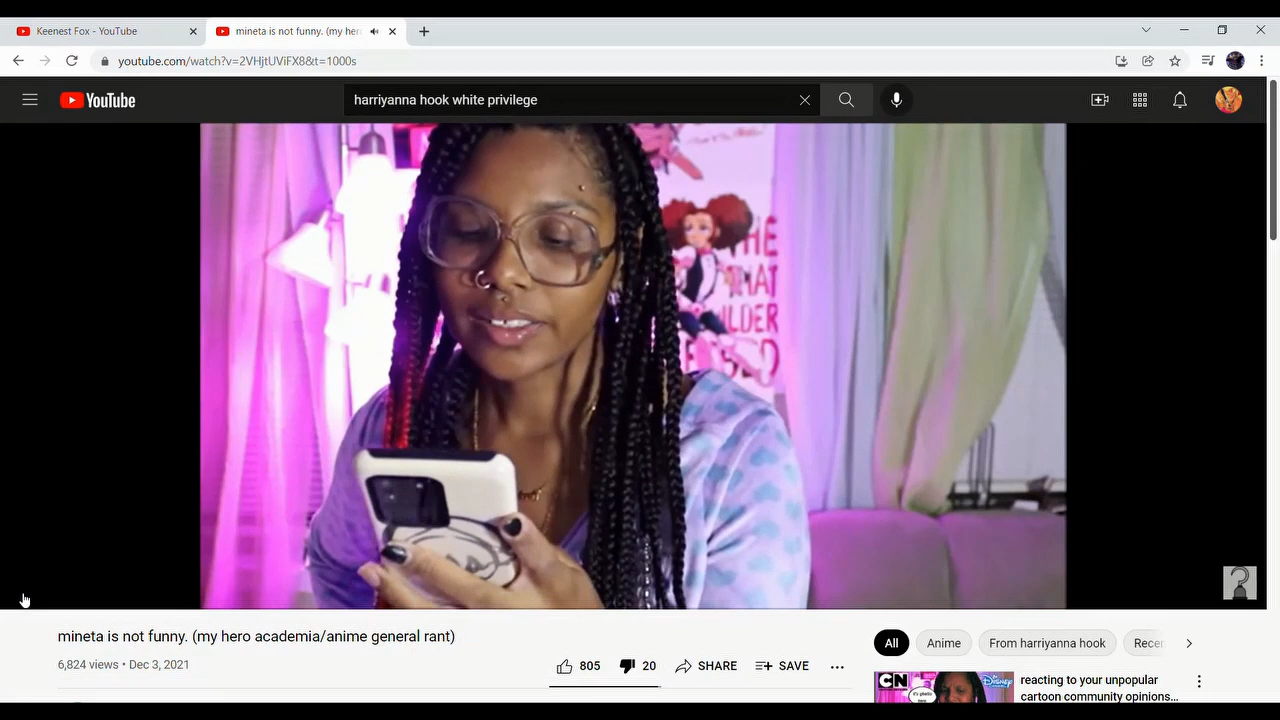 Keenest Fox - YouTube
mineta is not funny. (my her
youtube.com/watch?v=2VHjtUViFX8&t=1000s
YouTube
harriyanna hook white privilege
THE
THAT
mineta is not funny. (my hero academia/anime general rant)
6,824 views • Dec 3, 2021
805
20
SHARE
SAVE
All
Anime
From harriyanna hook
Recen
CN
Disney
reacting to your unpopular
cartoon community opinions...